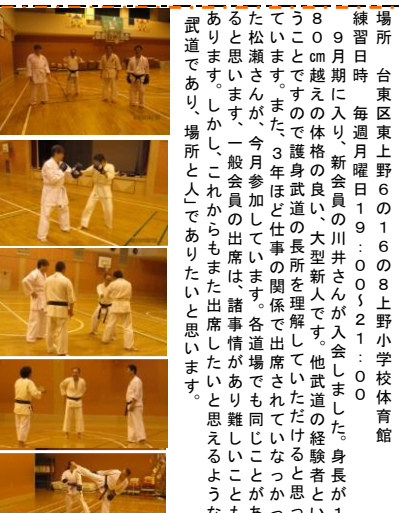 場所　台東区東上野６の１６の８上野小学校体育館
練習日時　毎週月曜日１９：００～２１：００
　９月期に入り、新会員の川井さんが入会しました。身長が１
８０㎝越えの体格の良い、大型新人です。他武道の経験者とい
うことですので護身武道の長所を理解していただけると思っ
ています。また、３年ほど仕事の関係で出席されていなっかっ
た松瀬さんが、今月参加しています。各道場でも同じことがあ
ると思います、一般会員の出席は、諸事情があり難しいことも
あります。しかし、これからもまた出席したいと思えるような
「武道であり、場所と人」でありたいと思います。